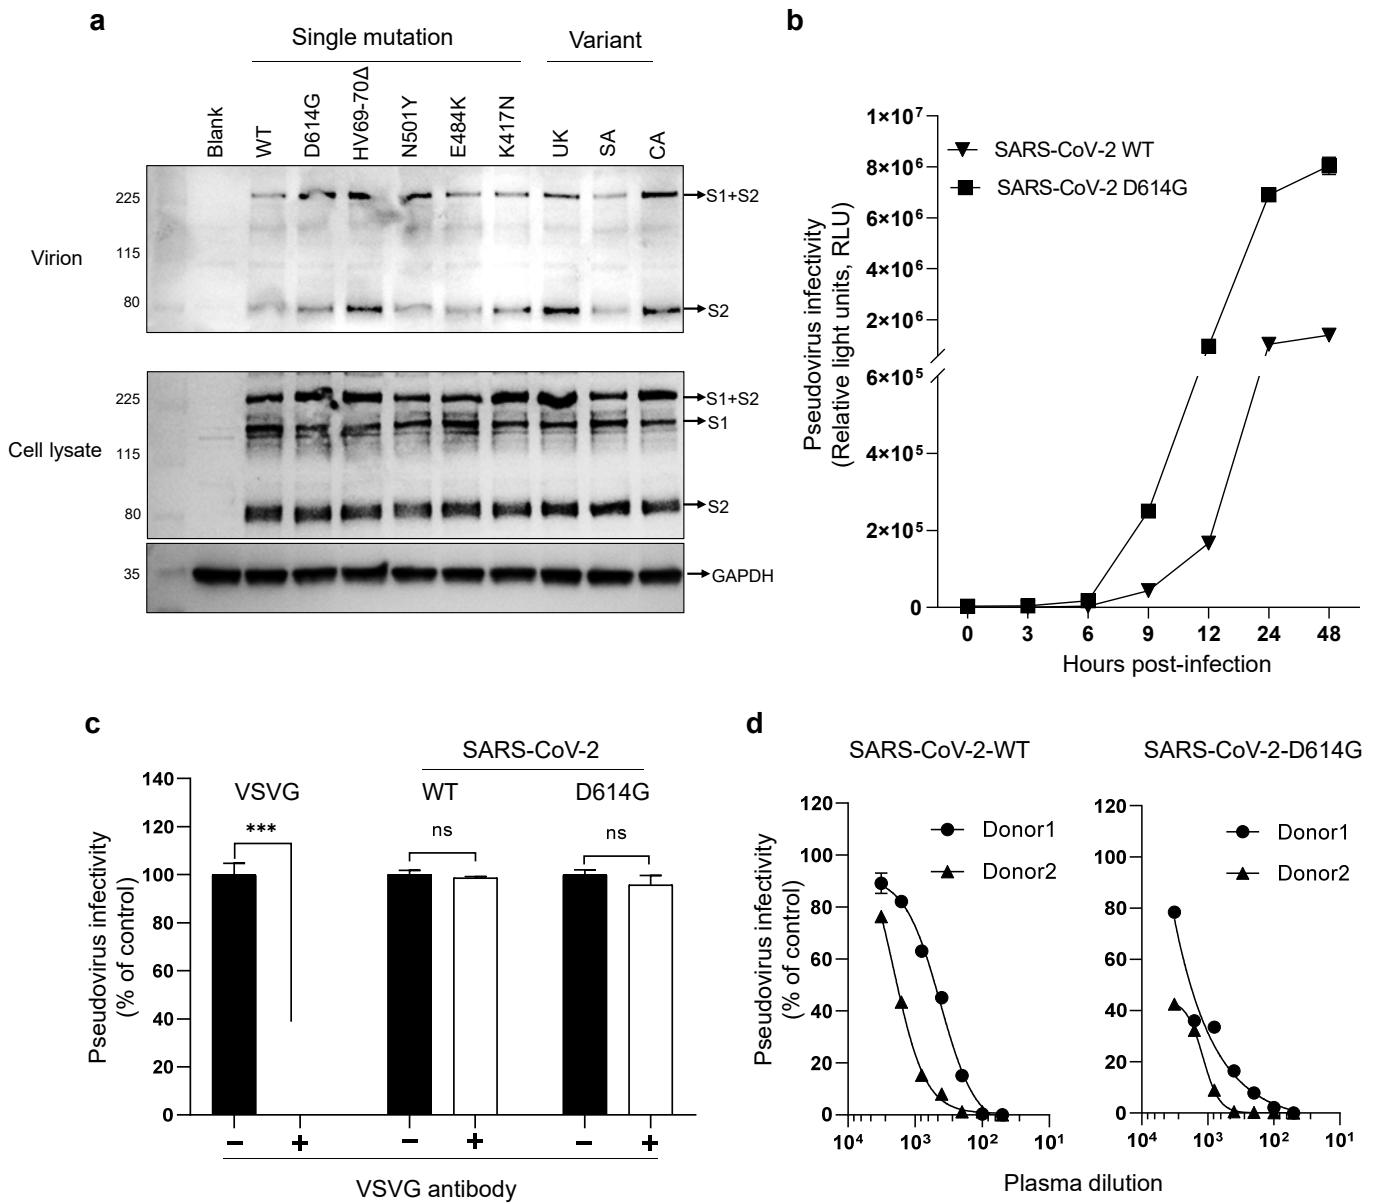 a
Single mutation
Variant
Blank
WT
D614G
HV69-70Δ
N501Y
E484K
K417N
UK
SA
CA
Virion
225
115
80
S1+S2
S2
Cell lysate
225
115
80
S1+S2
S1
S2
35
GAPDH
b
Pseudovirus infectivity
(Relative light units, RLU)
1×10⁷
8×10⁶
6×10⁶
4×10⁶
2×10⁶
6×10⁵
4×10⁵
2×10⁵
0
SARS-CoV-2 WT
SARS-CoV-2 D614G
0 3 6 9 12 24 48
Hours post-infection
c
SARS-CoV-2
VSVG WT D614G
*** ns ns
Pseudovirus infectivity
(% of control)
140
120
100
80
60
40
20
0
− + − + − +
VSVG antibody
d
SARS-CoV-2-WT
Pseudovirus infectivity
(% of control)
120
100
80
60
40
20
0
Donor1
Donor2
10⁴ 10³ 10² 10¹
SARS-CoV-2-D614G
120
100
80
60
40
20
0
Donor1
Donor2
10⁴ 10³ 10² 10¹
Plasma dilution